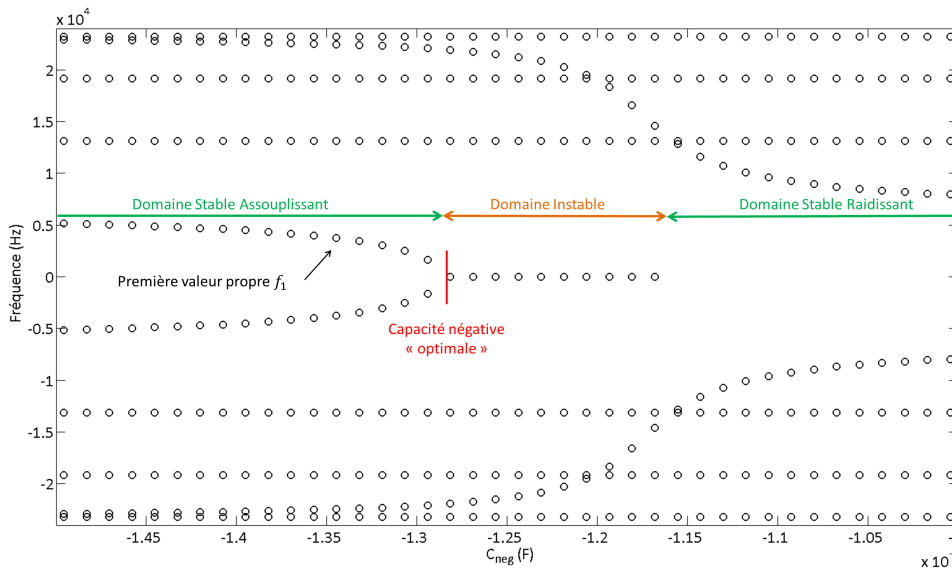 x 10⁴
2
1.5
1
0.5
0
-0.5
-1
-1.5
-2
Fréquence (Hz)
Domaine Stable Assouplissant
Domaine Instable
Domaine Stable Raidissant
Première valeur propre f₁
Capacité négative
« optimale »
-1.45
-1.4
-1.35
-1.3
-1.25
-1.2
-1.15
-1.1
-1.05
C_neg (F)
x 10⁻